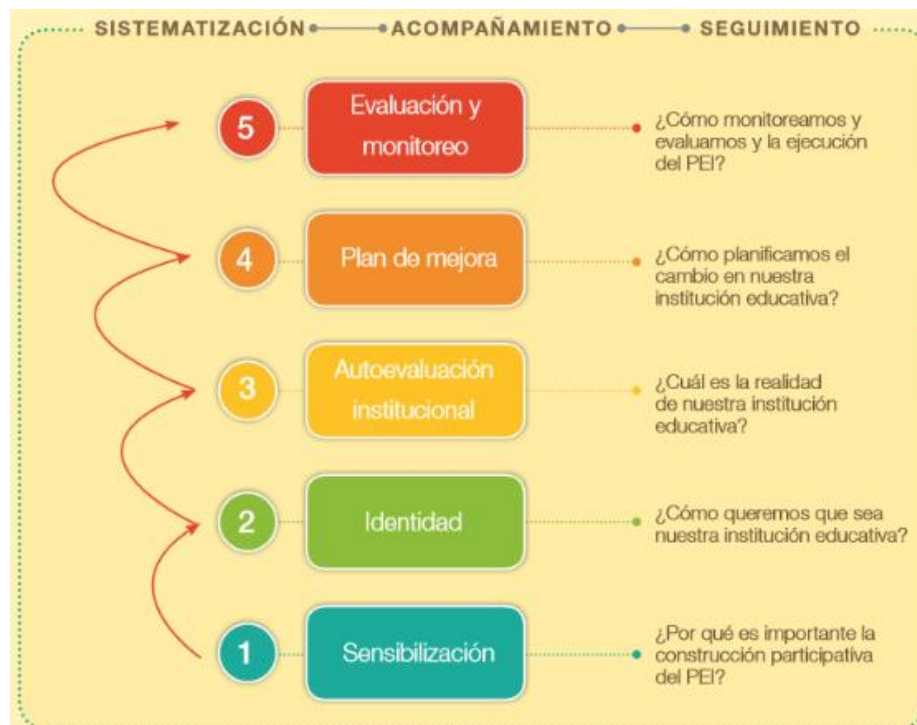 SISTEMATIZACIÓN ACOMPAÑAMIENTO SEGUIMIENTO
5
Evaluación y
monitoreo
¿Cómo monitoreamos y
evaluamos y la ejecución
del PEI?
4
Plan de mejora
¿Cómo planificamos el
cambio en nuestra
institución educativa?
3
Autoevaluación
institucional
¿Cuál es la realidad
de nuestra institución
educativa?
2
Identidad
¿Cómo queremos que sea
nuestra institución educativa?
1
Sensibilización
¿Por qué es importante la
construcción participativa
del PEI?